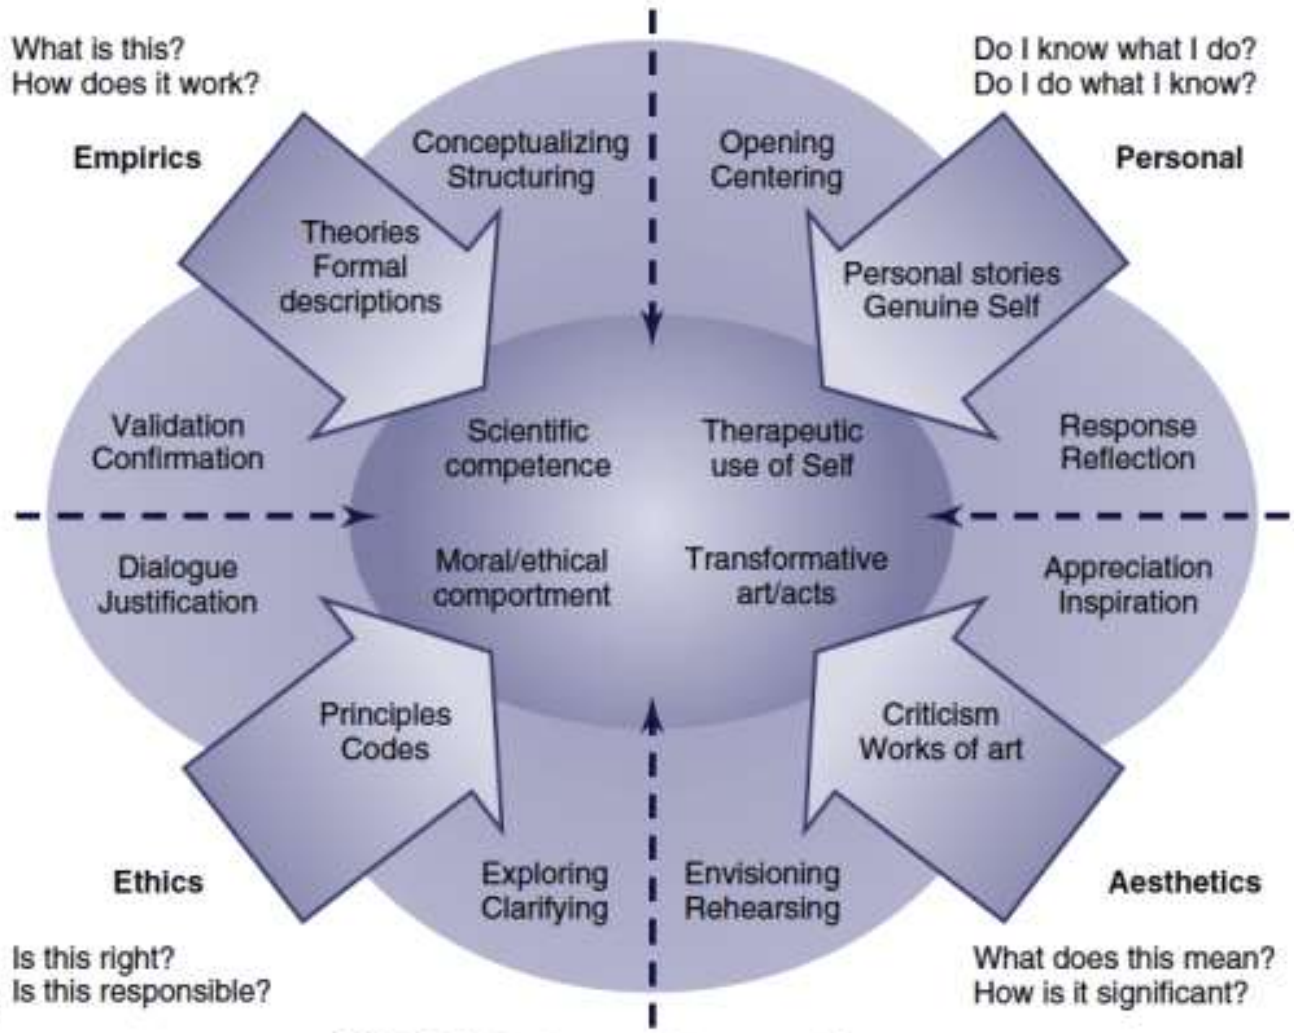 What is this?
How does it work?
Do I know what I do?
Do I do what I know?
Empirics
Conceptualizing
Structuring
Opening
Centering
Personal
Theories
Formal
descriptions
Personal stories
Genuine Self
Validation
Confirmation
Scientific
competence
Therapeutic
use of Self
Response
Reflection
Dialogue
Justification
Moral/ethical
comportment
Transformative
art/acts
Appreciation
Inspiration
Principles
Codes
Criticism
Works of art
Ethics
Exploring
Clarifying
Envisioning
Rehearsing
Aesthetics
Is this right?
Is this responsible?
What does this mean?
How is it significant?